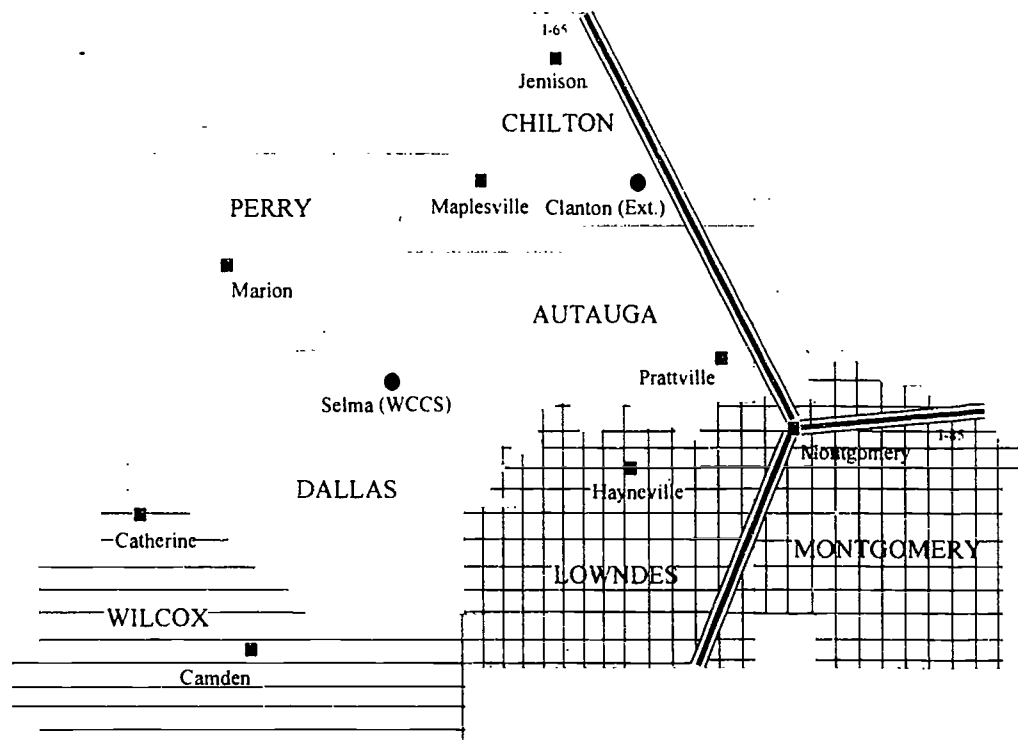 I-65
Jemison
CHILTON
PERRY
Maplesville
Clanton (Ext.)
Marion
AUTAUGA
Prattville
Selma (WCCS)
I-85
Montgomery
DALLAS
Hayneville
Catherine
MONTGOMERY
LOWNDES
WILCOX
Camden